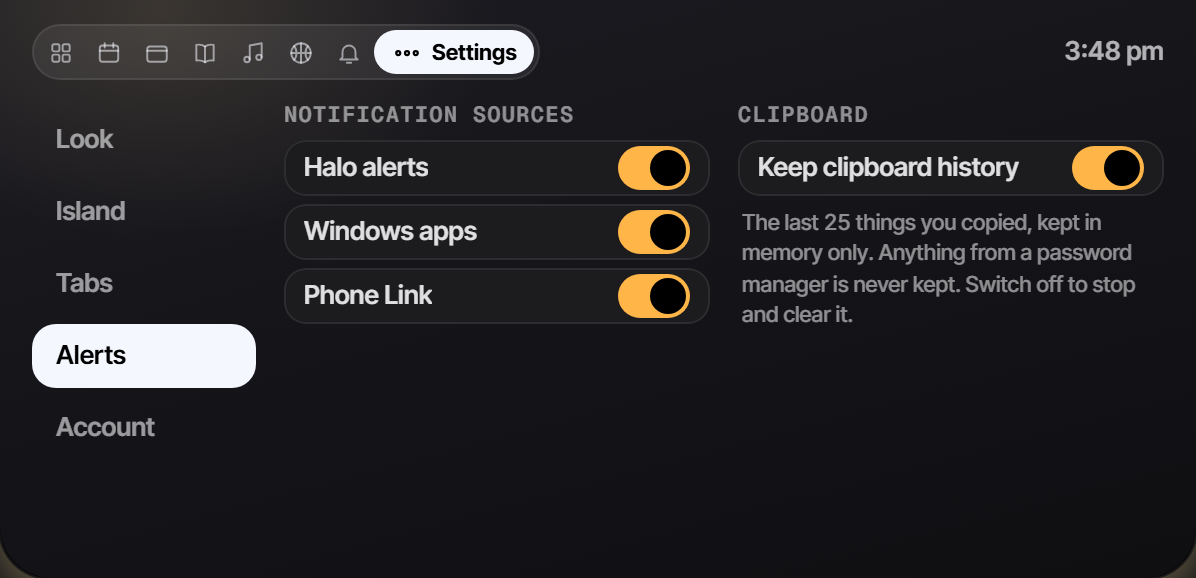 Settings
3:48 pm
Look
Island
Tabs
Alerts
Account
NOTIFICATION SOURCES
Halo alerts
Windows apps
Phone Link
CLIPBOARD
Keep clipboard history
The last 25 things you copied, kept in
memory only. Anything from a password
manager is never kept. Switch off to stop
and clear it.